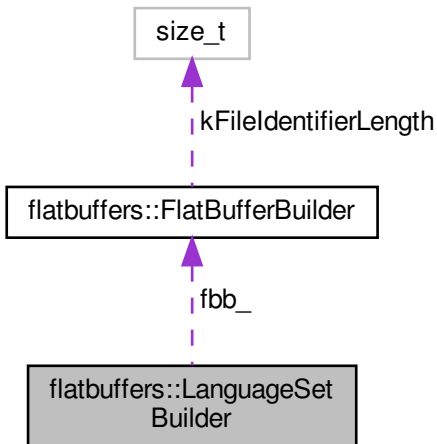 size_t
kFileIdentifierLength
flatbuffers::FlatBufferBuilder
fbb_
flatbuffers::LanguageSet
Builder